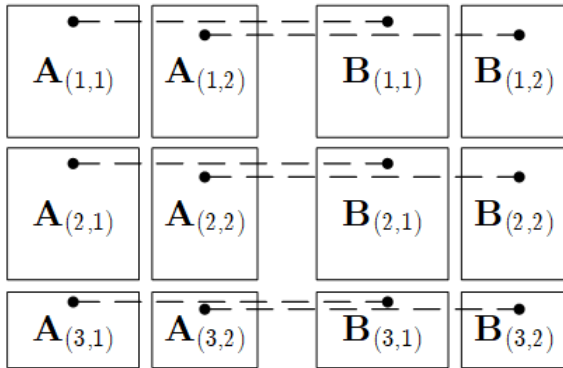 A(1,1) A(1,2) B(1,1) B(1,2)
A(2,1) A(2,2) B(2,1) B(2,2)
A(3,1) A(3,2) B(3,1) B(3,2)